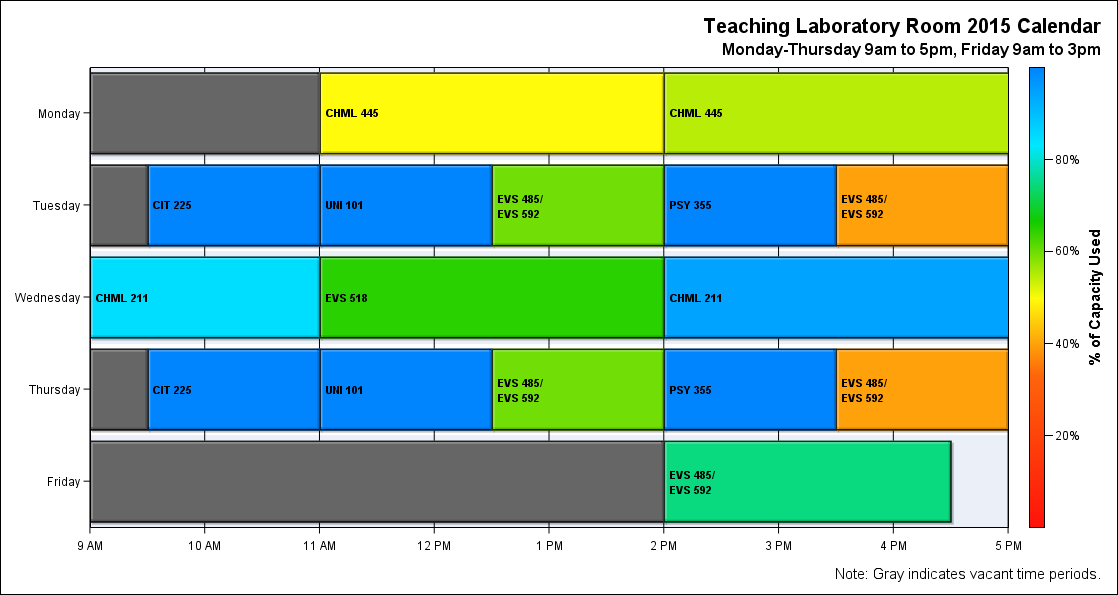 Teaching Laboratory Room 2015 Calendar
Monday-Thursday 9am to 5pm, Friday 9am to 3pm
Monday
CHML 445
CHML 445
Tuesday
CIT 225
UNI 101
EVS 485/
EVS 592
PSY 355
EVS 485/
EVS 592
Wednesday
CHML 211
EVS 518
CHML 211
Thursday
CIT 225
UNI 101
EVS 485/
EVS 592
PSY 355
EVS 485/
EVS 592
Friday
EVS 485/
EVS 592
9 AM
10 AM
11 AM
12 PM
1 PM
2 PM
3 PM
4 PM
5 PM
80%
60%
40%
20%
% of Capacity Used
Note: Gray indicates vacant time periods.